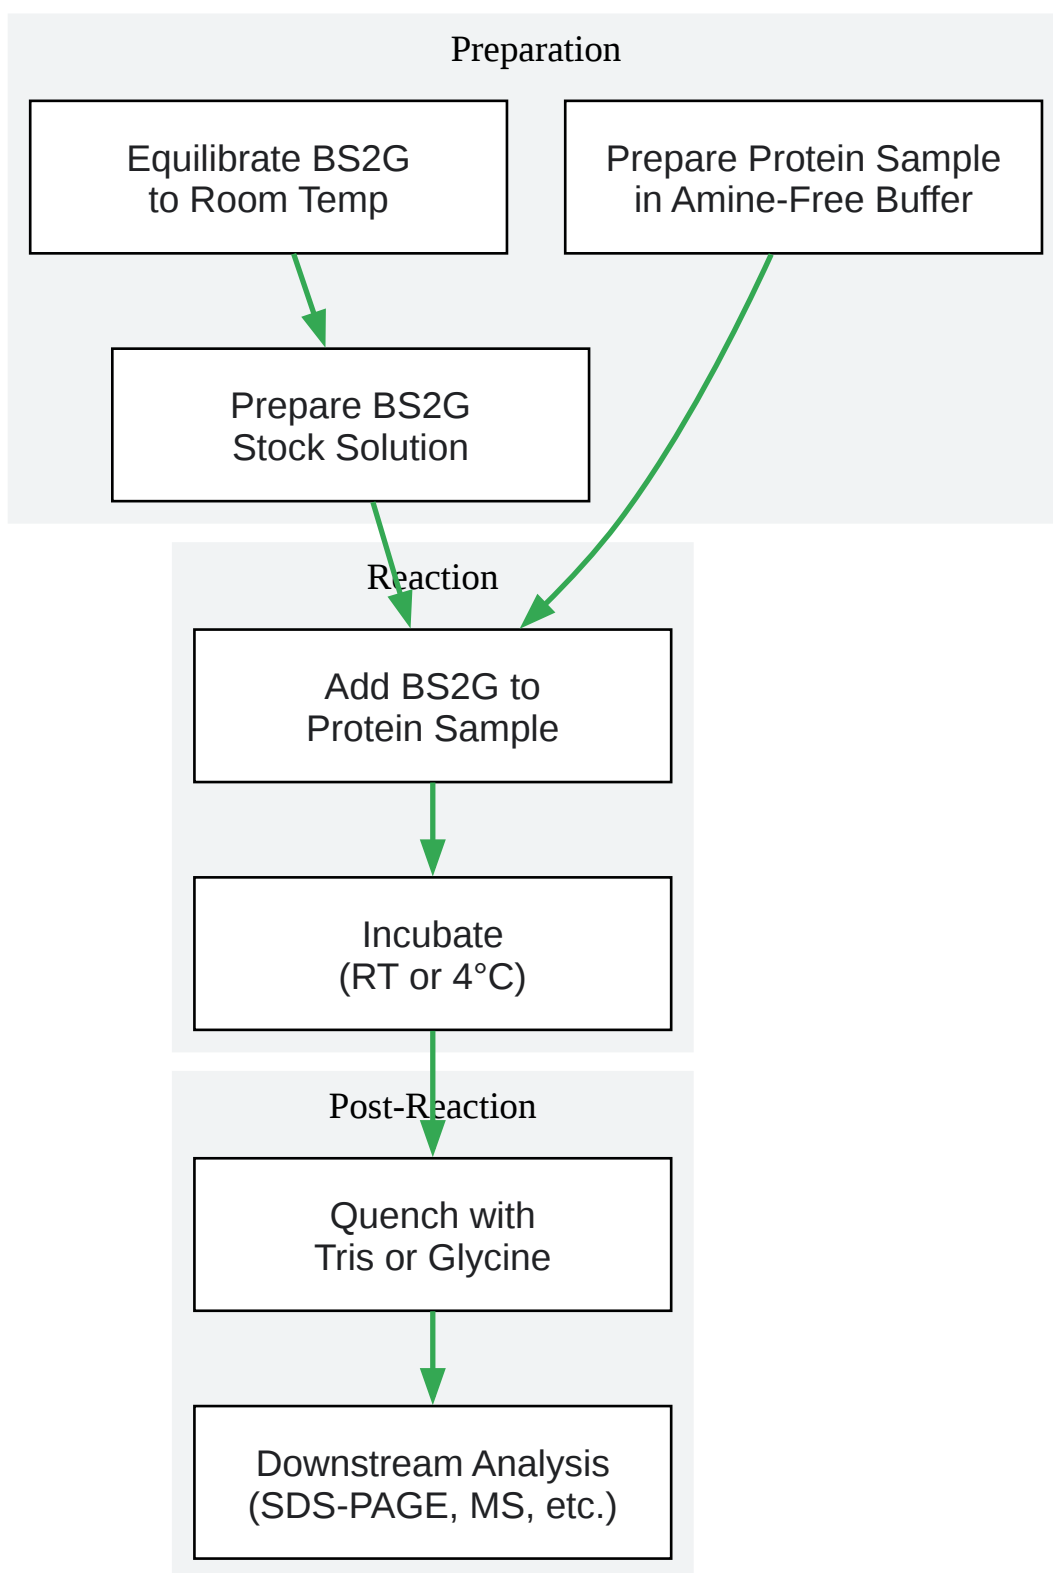 Preparation
Equilibrate BS2G
to Room Temp
Prepare Protein Sample
in Amine-Free Buffer
Prepare BS2G
Stock Solution
Reaction
Add BS2G to
Protein Sample
Incubate
(RT or 4°C)
Post-Reaction
Quench with
Tris or Glycine
Downstream Analysis
(SDS-PAGE, MS, etc.)